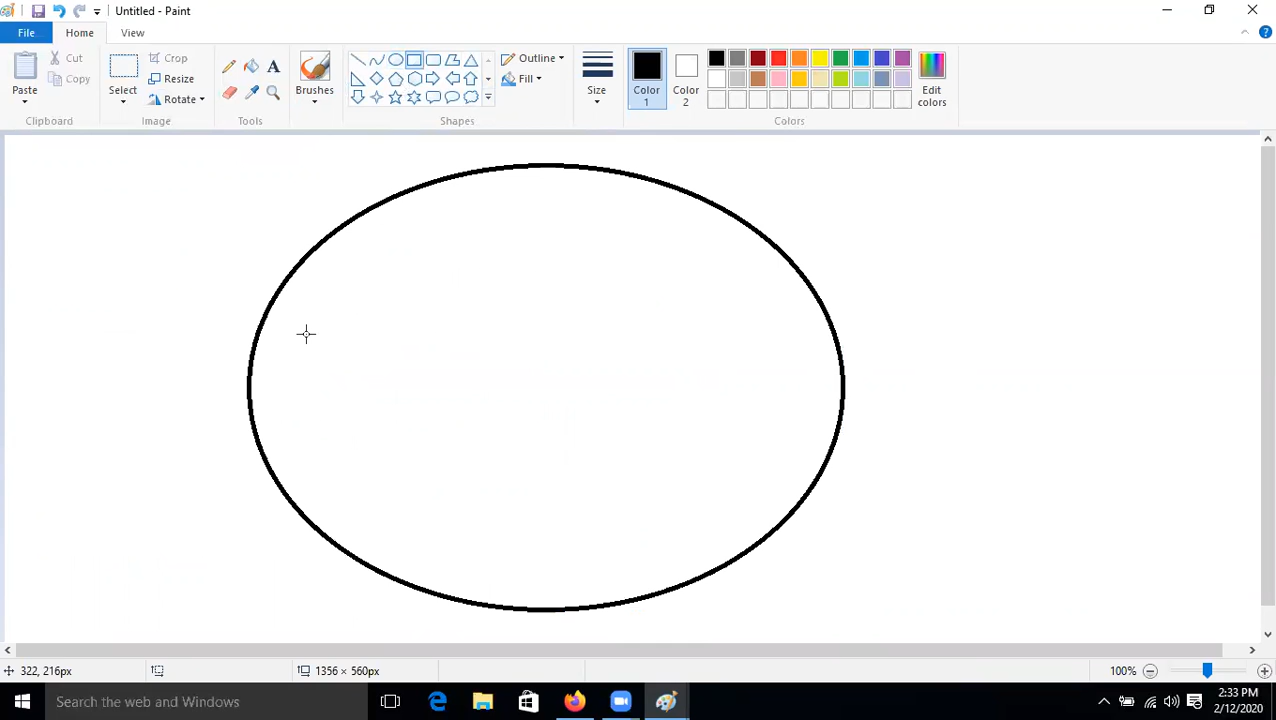 Untitled - Paint
File Home View
Paste
Cut
Copy
Clipboard
Select
Crop
Resize
Rotate
Image
A
Tools
Brushes
Outline
Fill
Shapes
Size
Color 1
Color 2
Edit colors
Colors
322, 216px
1356 × 560px
100%
Search the web and Windows
2:33 PM
2/12/2020